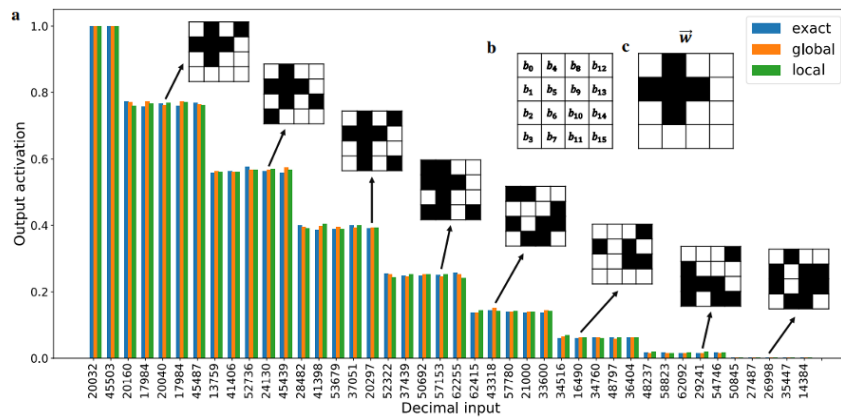 a
b
c
w⃗
exact
global
local
b₀ b₄ b₈ b₁₂
b₁ b₅ b₉ b₁₃
b₂ b₆ b₁₀ b₁₄
b₃ b₇ b₁₁ b₁₅
Output activation
1.0
0.8
0.6
0.4
0.2
0.0
20032 45503 20160 17984 20040 17984 45487 13759 41406 52736 24130 45439 28482 41398 53679 37051 20297 52322 37439 50692 57153 62255 62415 43318 57780 21000 33600 34516 16490 34760 48797 36404 48237 58823 62092 29241 54746 50845 27487 26998 35447 14384
Decimal input